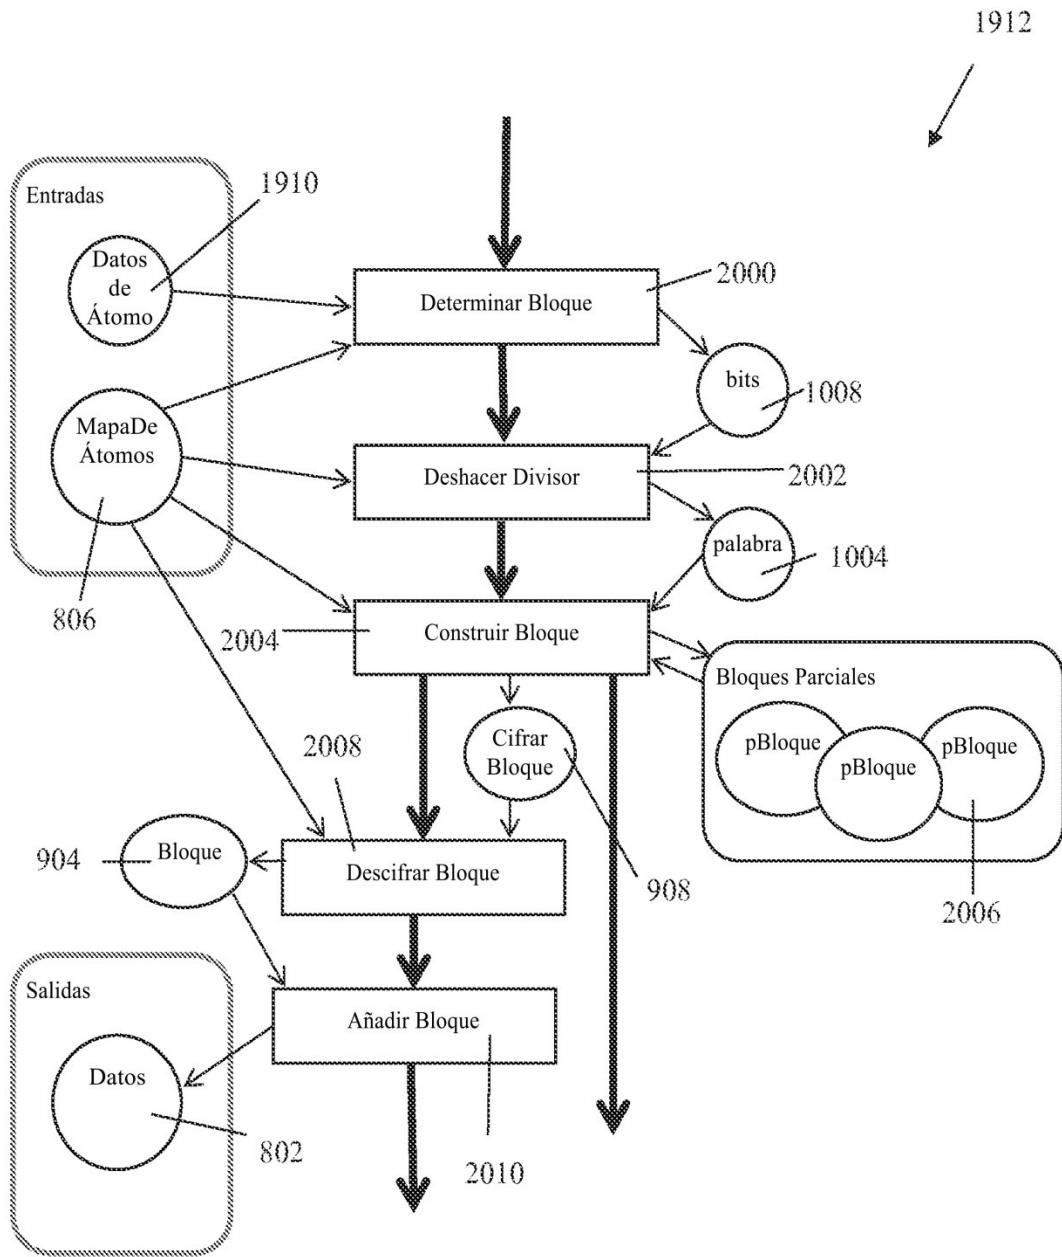 1912
Entradas
1910
Datos
de
Átomo
2000
Determinar Bloque
bits
1008
MapaDe
Átomos
Deshacer Divisor
2002
palabra
1004
806
2004
Construir Bloque
Bloques Parciales
2008
Cifrar
Bloque
pBloque
pBloque
pBloque
904
Bloque
Descifrar Bloque
908
2006
Salidas
Añadir Bloque
Datos
802
2010